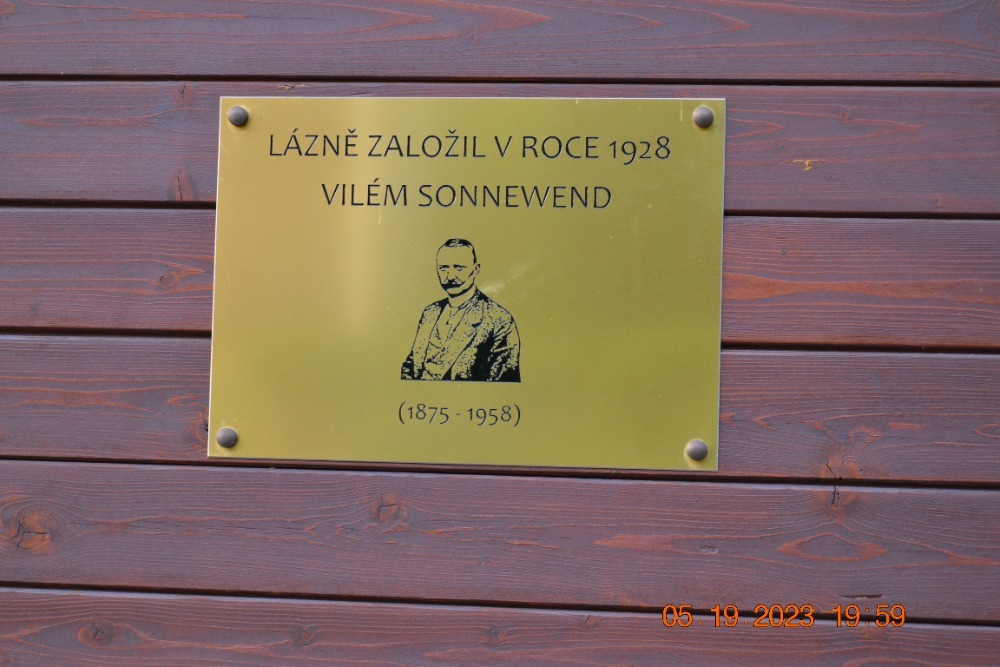 LÁZNĚ ZALOŽIL V ROCE 1928
VILÉM SONNEWEND
(1875 - 1958)
05 19 2023 19:59